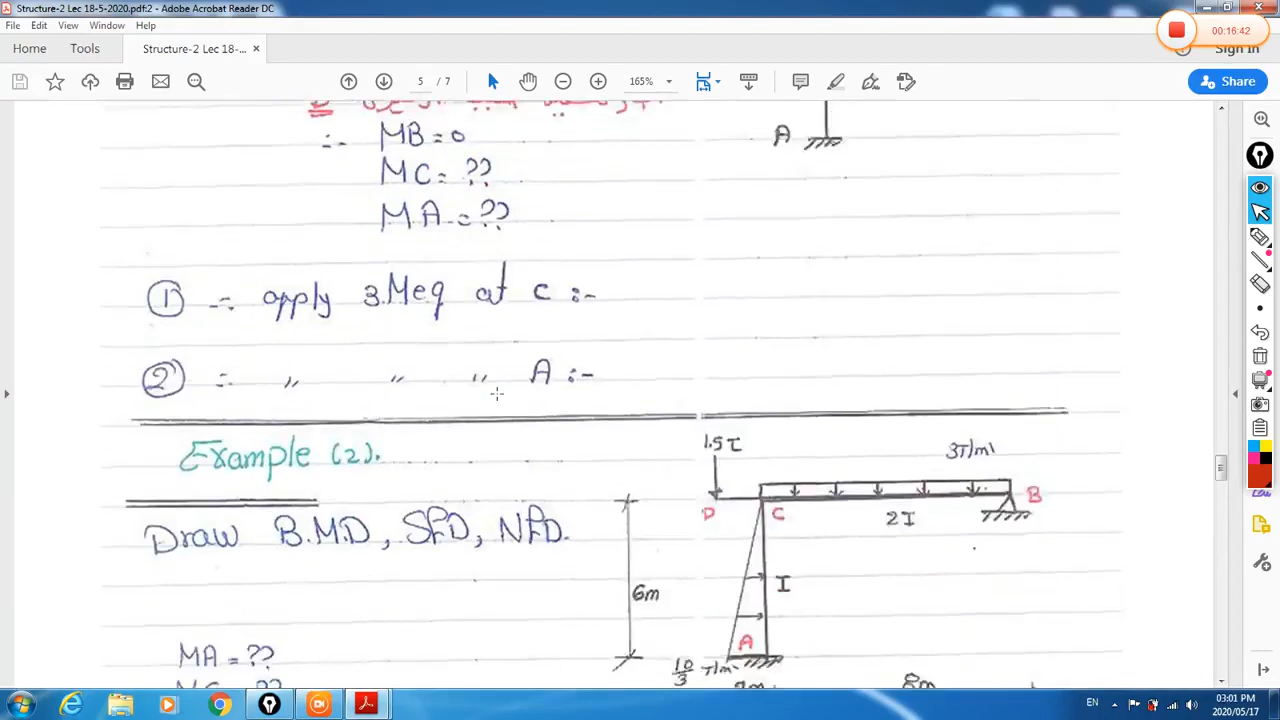 Structure-2 Lec 18-5-2020.pdf:2 - Adobe Acrobat Reader DC
File Edit View Window Help
00:16:42
Home Tools Structure-2 Lec 18-... × Sign In
5 / 7 165% Share
A
∴ MB = 0
MC = ??
MA = ??
① ∴ apply 3.Meq at C :-
② ∴ " " " A :-
Example (2).
1.5T
3T/m\
D C B
2I
Draw B.M.D, S.F.D, N.F.D.
6m
I
A
10/3 T/m\
MA = ??
MC = ??
8m
EN
03:01 PM
2020/05/17